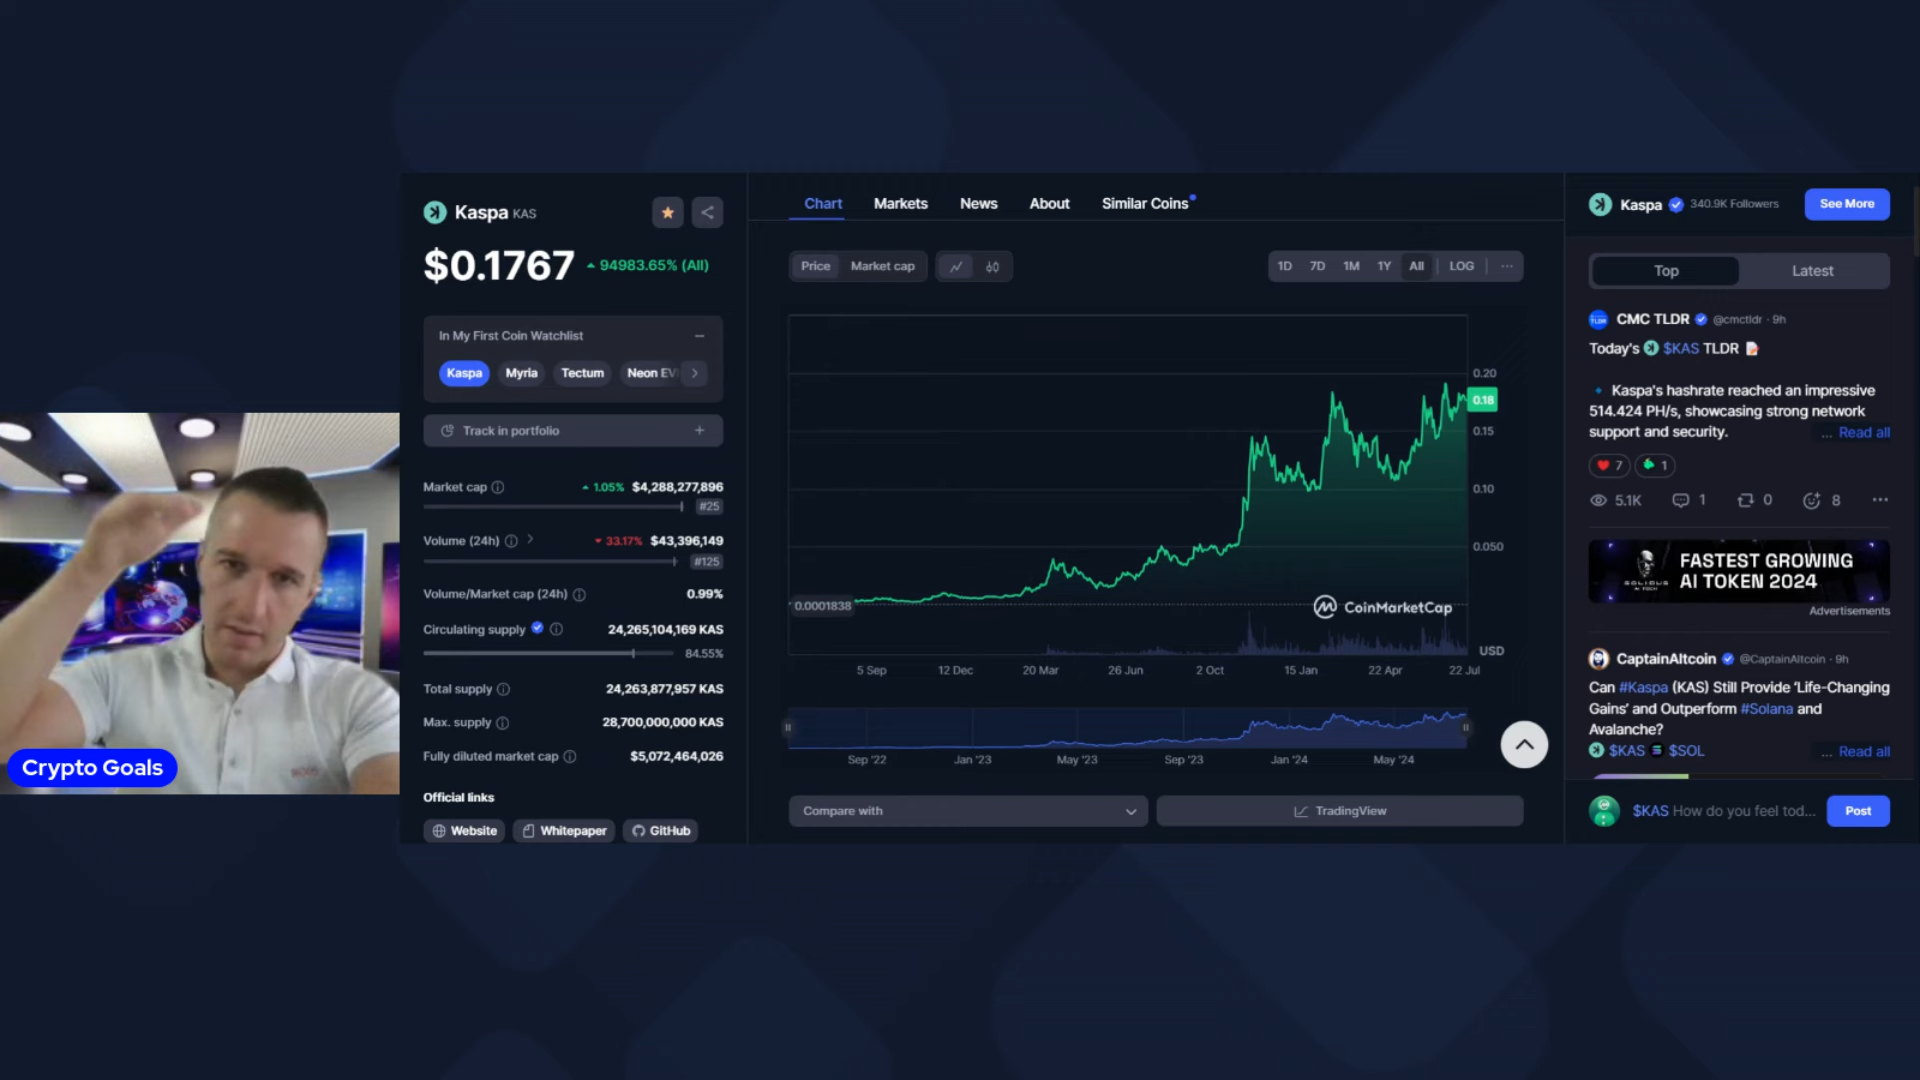 Crypto Goals
Kaspa KAS
$0.1767 94983.65% (All)
In My First Coin Watchlist
Kaspa Myria Tectum Neon EV
Track in portfolio
Market cap 1.05% $4,288,277,896
#25
Volume (24h) 33.17% $43,396,149
#125
Volume/Market cap (24h) 0.99%
Circulating supply 24,265,104,169 KAS
84.55%
Total supply 24,263,877,957 KAS
Max. supply 28,700,000,000 KAS
Fully diluted market cap $5,072,464,026
Official links
Website Whitepaper GitHub
Chart Markets News About Similar Coins
Price Market cap 1D 7D 1M 1Y All LOG ...
0.20
0.18
0.15
0.10
0.050
0.0001838
CoinMarketCap
USD
5 Sep 12 Dec 20 Mar 26 Jun 2 Oct 15 Jan 22 Apr 22 Jul
Sep '22 Jan '23 May '23 Sep '23 Jan '24 May '24
Compare with TradingView
Kaspa 340.9K Followers See More
Top Latest
CMC TLDR @cmctldr · 9h
Today's $KAS TLDR
Kaspa's hashrate reached an impressive
514.424 PH/s, showcasing strong network
support and security. ... Read all
7 1
5.1K 1 0 8 ...
SOLIDUS
AI TECH
FASTEST GROWING
AI TOKEN 2024
Advertisements
CaptainAltcoin @CaptainAltcoin · 9h
Can #Kaspa (KAS) Still Provide ‘Life-Changing
Gains’ and Outperform #Solana and
Avalanche?
$KAS $SOL ... Read all
$KAS How do you feel tod... Post